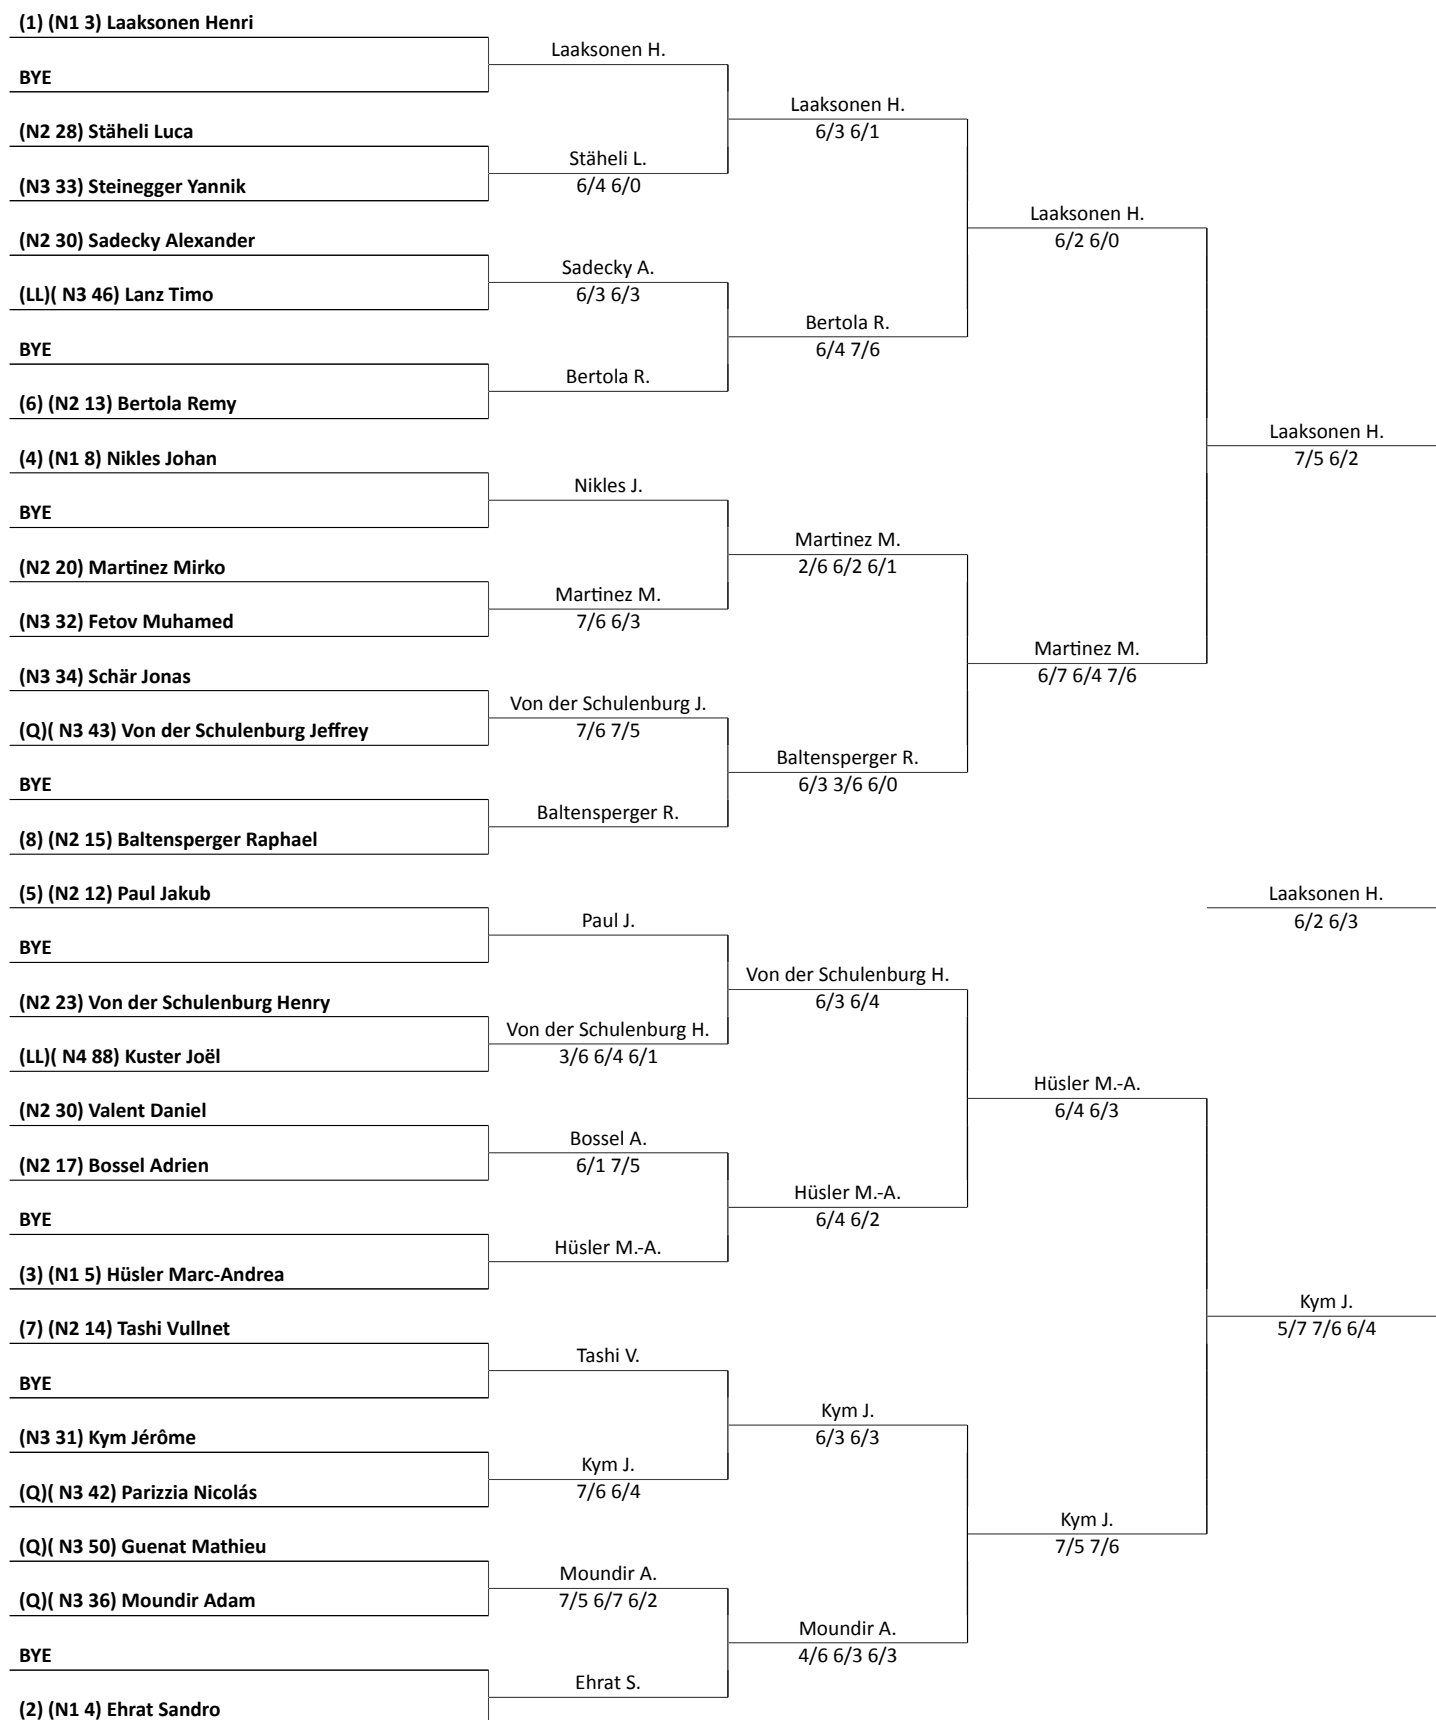 (1) (N1 3) Laaksonen Henri
BYE
(N2 28) Stäheli Luca
(N3 33) Steinegger Yannik
(N2 30) Sadecky Alexander
(LL)( N3 46) Lanz Timo
BYE
(6) (N2 13) Bertola Remy
(4) (N1 8) Nikles Johan
BYE
(N2 20) Martinez Mirko
(N3 32) Fetov Muhamed
(N3 34) Schär Jonas
(Q)( N3 43) Von der Schulenburg Jeffrey
BYE
(8) (N2 15) Baltensperger Raphael
(5) (N2 12) Paul Jakub
BYE
(N2 23) Von der Schulenburg Henry
(LL)( N4 88) Kuster Joël
(N2 30) Valent Daniel
(N2 17) Bossel Adrien
BYE
(3) (N1 5) Hüsler Marc-Andrea
(7) (N2 14) Tashi Vullnet
BYE
(N3 31) Kym Jérôme
(Q)( N3 42) Parizzia Nicolás
(Q)( N3 50) Guenat Mathieu
(Q)( N3 36) Moundir Adam
BYE
(2) (N1 4) Ehrat Sandro
Laaksonen H.
Stäheli L.
6/4 6/0
Sadecky A.
6/3 6/3
Bertola R.
Nikles J.
Martinez M.
7/6 6/3
Von der Schulenburg J.
7/6 7/5
Baltensperger R.
Paul J.
Von der Schulenburg H.
3/6 6/4 6/1
Bossel A.
6/1 7/5
Hüsler M.-A.
Tashi V.
Kym J.
7/6 6/4
Moundir A.
7/5 6/7 6/2
Ehrat S.
Laaksonen H.
6/3 6/1
Bertola R.
6/4 7/6
Martinez M.
2/6 6/2 6/1
Baltensperger R.
6/3 3/6 6/0
Von der Schulenburg H.
6/3 6/4
Hüsler M.-A.
6/4 6/2
Kym J.
6/3 6/3
Moundir A.
4/6 6/3 6/3
Laaksonen H.
6/2 6/0
Martinez M.
6/7 6/4 7/6
Hüsler M.-A.
6/4 6/3
Kym J.
7/5 7/6
Laaksonen H.
7/5 6/2
Laaksonen H.
6/2 6/3
Kym J.
5/7 7/6 6/4